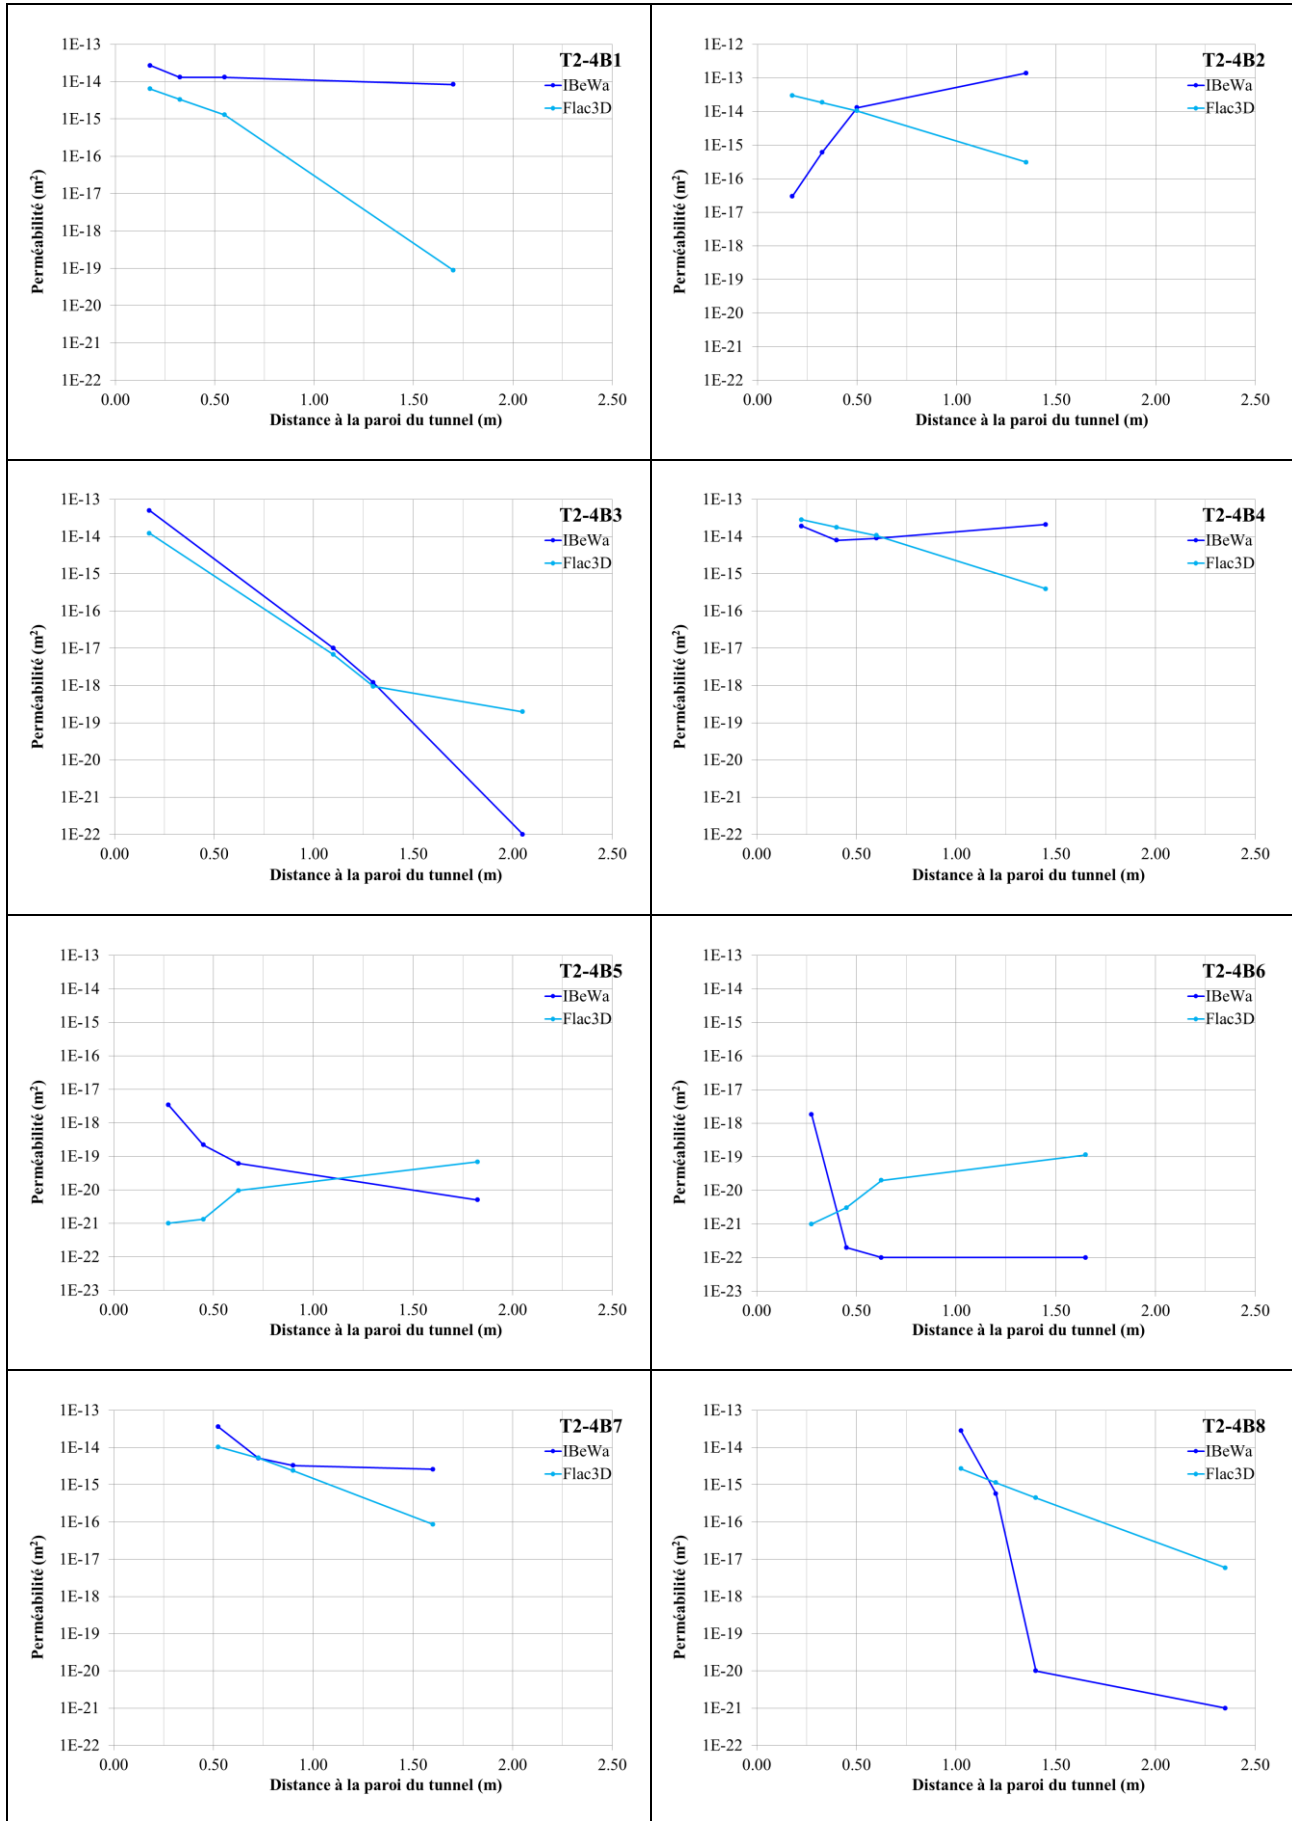 T2-4B1
IBeWa
Flac3D
Perméabilité (m²)
1E-13
1E-14
1E-15
1E-16
1E-17
1E-18
1E-19
1E-20
1E-21
1E-22
0.00 0.50 1.00 1.50 2.00 2.50
Distance à la paroi du tunnel (m)
T2-4B2
IBeWa
Flac3D
Perméabilité (m²)
1E-12
1E-13
1E-14
1E-15
1E-16
1E-17
1E-18
1E-19
1E-20
1E-21
1E-22
0.00 0.50 1.00 1.50 2.00 2.50
Distance à la paroi du tunnel (m)
T2-4B3
IBeWa
Flac3D
Perméabilité (m²)
1E-13
1E-14
1E-15
1E-16
1E-17
1E-18
1E-19
1E-20
1E-21
1E-22
0.00 0.50 1.00 1.50 2.00 2.50
Distance à la paroi du tunnel (m)
T2-4B4
IBeWa
Flac3D
Perméabilité (m²)
1E-13
1E-14
1E-15
1E-16
1E-17
1E-18
1E-19
1E-20
1E-21
1E-22
0.00 0.50 1.00 1.50 2.00 2.50
Distance à la paroi du tunnel (m)
T2-4B5
IBeWa
Flac3D
Perméabilité (m²)
1E-13
1E-14
1E-15
1E-16
1E-17
1E-18
1E-19
1E-20
1E-21
1E-22
1E-23
0.00 0.50 1.00 1.50 2.00 2.50
Distance à la paroi du tunnel (m)
T2-4B6
IBeWa
Flac3D
Perméabilité (m²)
1E-13
1E-14
1E-15
1E-16
1E-17
1E-18
1E-19
1E-20
1E-21
1E-22
1E-23
0.00 0.50 1.00 1.50 2.00 2.50
Distance à la paroi du tunnel (m)
T2-4B7
IBeWa
Flac3D
Perméabilité (m²)
1E-13
1E-14
1E-15
1E-16
1E-17
1E-18
1E-19
1E-20
1E-21
1E-22
0.00 0.50 1.00 1.50 2.00 2.50
Distance à la paroi du tunnel (m)
T2-4B8
IBeWa
Flac3D
Perméabilité (m²)
1E-13
1E-14
1E-15
1E-16
1E-17
1E-18
1E-19
1E-20
1E-21
1E-22
0.00 0.50 1.00 1.50 2.00 2.50
Distance à la paroi du tunnel (m)